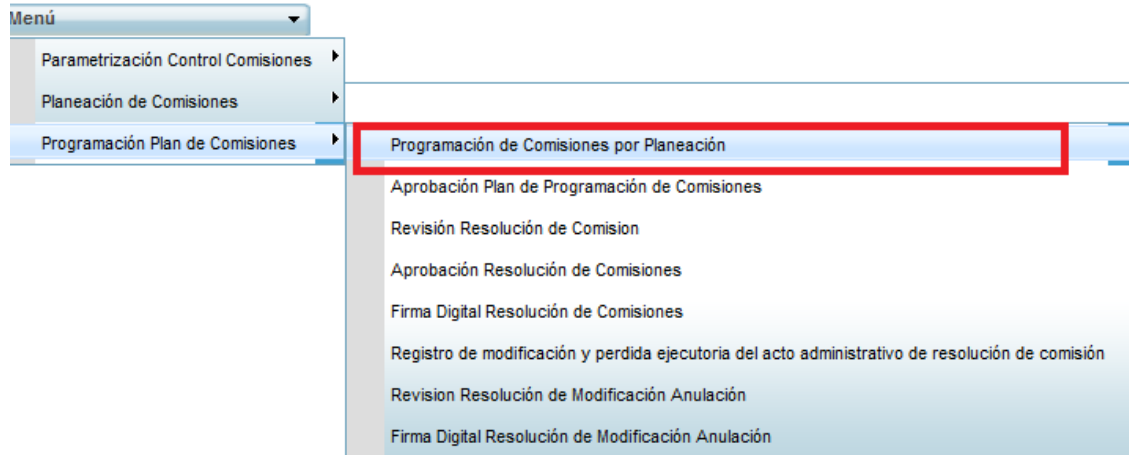 Menú
Parametrización Control Comisiones
Planeación de Comisiones
Programación Plan de Comisiones
Programación de Comisiones por Planeación
Aprobación Plan de Programación de Comisiones
Revisión Resolución de Comision
Aprobación Resolución de Comisiones
Firma Digital Resolución de Comisiones
Registro de modificación y perdida ejecutoria del acto administrativo de resolución de comisión
Revision Resolución de Modificación Anulación
Firma Digital Resolución de Modificación Anulación